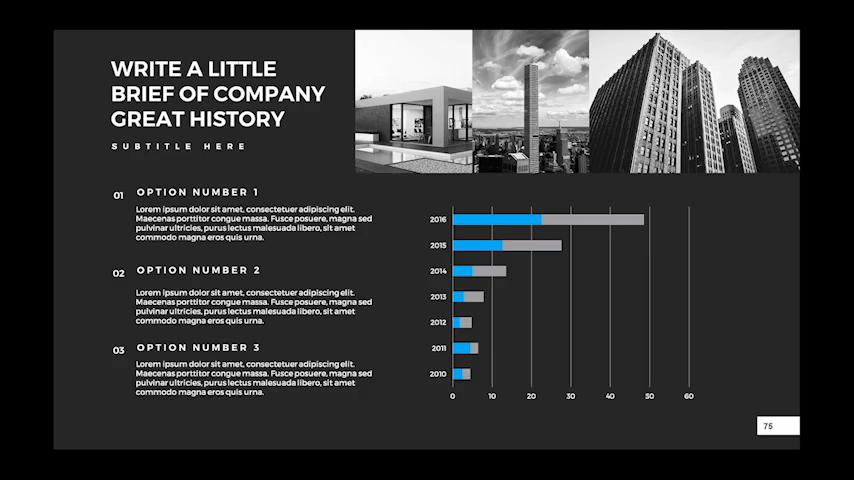 WRITE A LITTLE
BRIEF OF COMPANY
GREAT HISTORY
SUBTITLE HERE
01 OPTION NUMBER 1
Lorem ipsum dolor sit amet, consectetuer adipiscing elit.
Maecenas porttitor congue massa. Fusce posuere, magna sed
pulvinar ultricies, purus lectus malesuada libero, sit amet
commodo magna eros quis urna.
02 OPTION NUMBER 2
Lorem ipsum dolor sit amet, consectetuer adipiscing elit.
Maecenas porttitor congue massa. Fusce posuere, magna sed
pulvinar ultricies, purus lectus malesuada libero, sit amet
commodo magna eros quis urna.
03 OPTION NUMBER 3
Lorem ipsum dolor sit amet, consectetuer adipiscing elit.
Maecenas porttitor congue massa. Fusce posuere, magna sed
pulvinar ultricies, purus lectus malesuada libero, sit amet
commodo magna eros quis urna.
2016
2015
2014
2013
2012
2011
2010
0 10 20 30 40 50 60
75